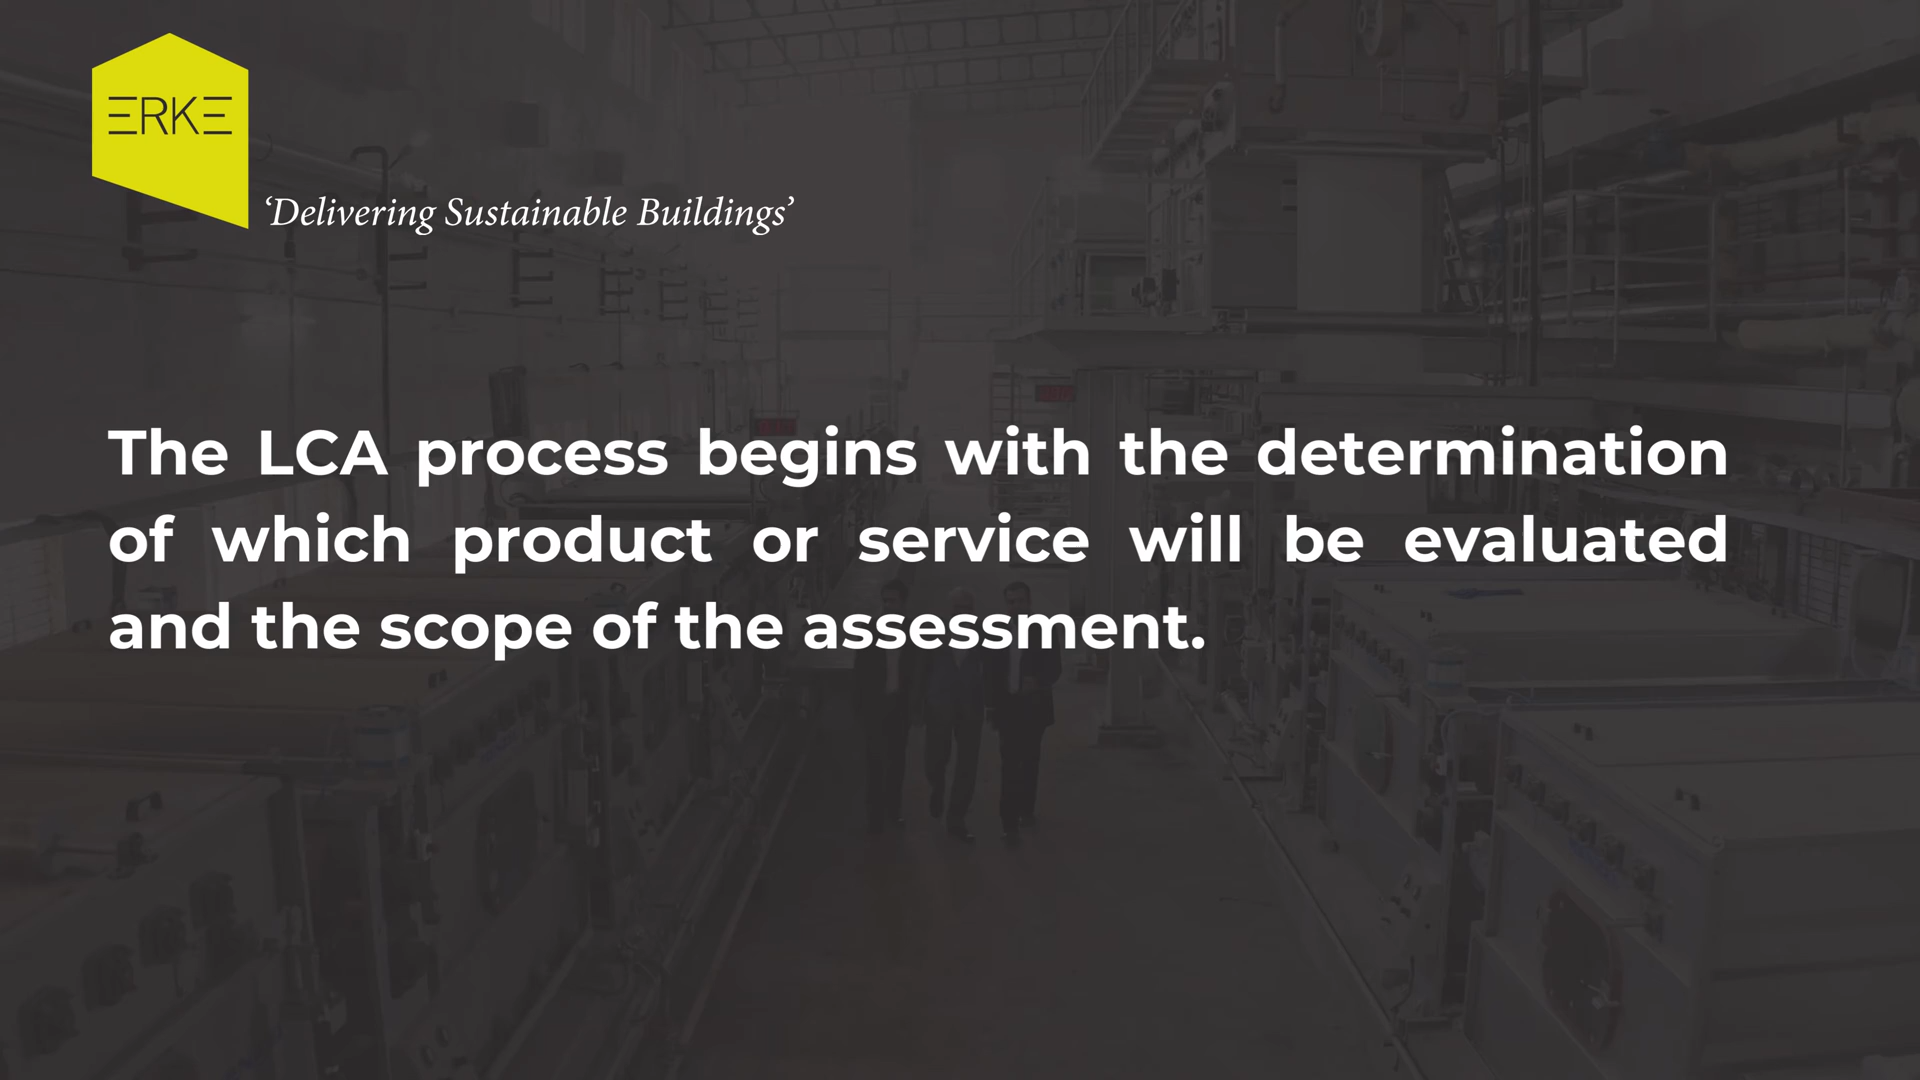 ERKE
‘Delivering Sustainable Buildings’
The LCA process begins with the determination
of which product or service will be evaluated
and the scope of the assessment.